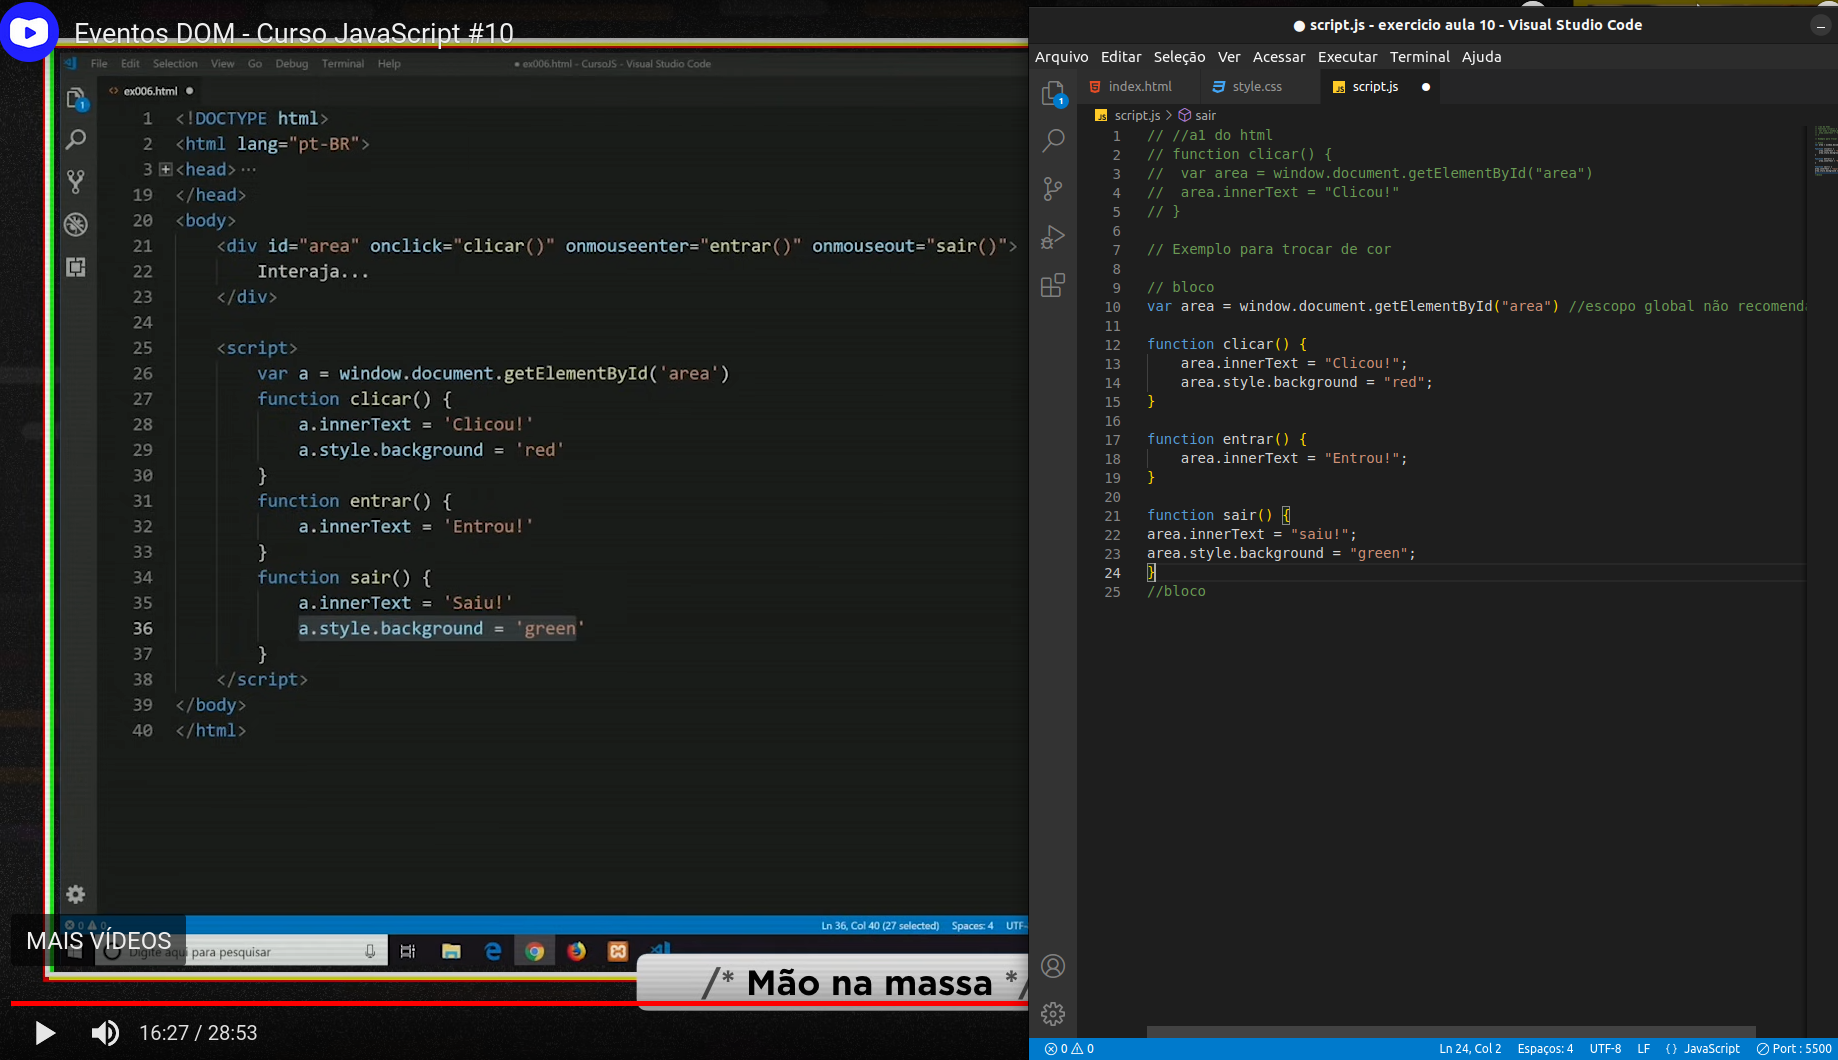 Eventos DOM - Curso JavaScript #10
File Edit Selection View Go Debug Terminal Help
● ex006.html - CursoJS - Visual Studio Code
ex006.html ●
1 <!DOCTYPE html>
2 <html lang="pt-BR">
3 <head> ...
19 </head>
20 <body>
21 <div id="area" onclick="clicar()" onmouseenter="entrar()" onmouseout="sair()">
22 Interaja...
23 </div>
24
25 <script>
26 var a = window.document.getElementById('area')
27 function clicar() {
28 a.innerText = 'Clicou!'
29 a.style.background = 'red'
30 }
31 function entrar() {
32 a.innerText = 'Entrou!'
33 }
34 function sair() {
35 a.innerText = 'Saiu!'
36 a.style.background = 'green'
37 }
38 </script>
39 </body>
40 </html>
0 0
Ln 36, Col 40 (27 selected) Spaces: 4 UTF-
MAIS VÍDEOS
Digite aqui para pesquisar
/* Mão na massa */
16:27 / 28:53
● script.js - exercicio aula 10 - Visual Studio Code
Arquivo Editar Seleção Ver Acessar Executar Terminal Ajuda
1
index.html style.css JS script.js ●
JS script.js > sair
1 // //a1 do html
2 // function clicar() {
3 //  var area = window.document.getElementById("area")
4 //  area.innerText = "Clicou!"
5 // }
6
7 // Exemplo para trocar de cor
8
9 // bloco
10 var area = window.document.getElementById("area") //escopo global não recomenda
11
12 function clicar() {
13 area.innerText = "Clicou!";
14 area.style.background = "red";
15 }
16
17 function entrar() {
18 area.innerText = "Entrou!";
19 }
20
21 function sair() {
22 area.innerText = "saiu!";
23 area.style.background = "green";
24 }
25 //bloco
0 0
Ln 24, Col 2 Espaços: 4 UTF-8 LF {} JavaScript Port : 5500